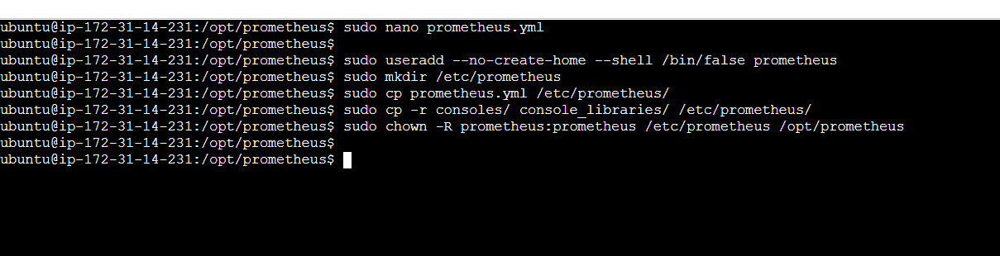 ubuntu@ip-172-31-14-231:/opt/prometheus$ sudo nano prometheus.yml
ubuntu@ip-172-31-14-231:/opt/prometheus$
ubuntu@ip-172-31-14-231:/opt/prometheus$ sudo useradd --no-create-home --shell /bin/false prometheus
ubuntu@ip-172-31-14-231:/opt/prometheus$ sudo mkdir /etc/prometheus
ubuntu@ip-172-31-14-231:/opt/prometheus$ sudo cp prometheus.yml /etc/prometheus/
ubuntu@ip-172-31-14-231:/opt/prometheus$ sudo cp -r consoles/ console_libraries/ /etc/prometheus/
ubuntu@ip-172-31-14-231:/opt/prometheus$ sudo chown -R prometheus:prometheus /etc/prometheus /opt/prometheus
ubuntu@ip-172-31-14-231:/opt/prometheus$
ubuntu@ip-172-31-14-231:/opt/prometheus$